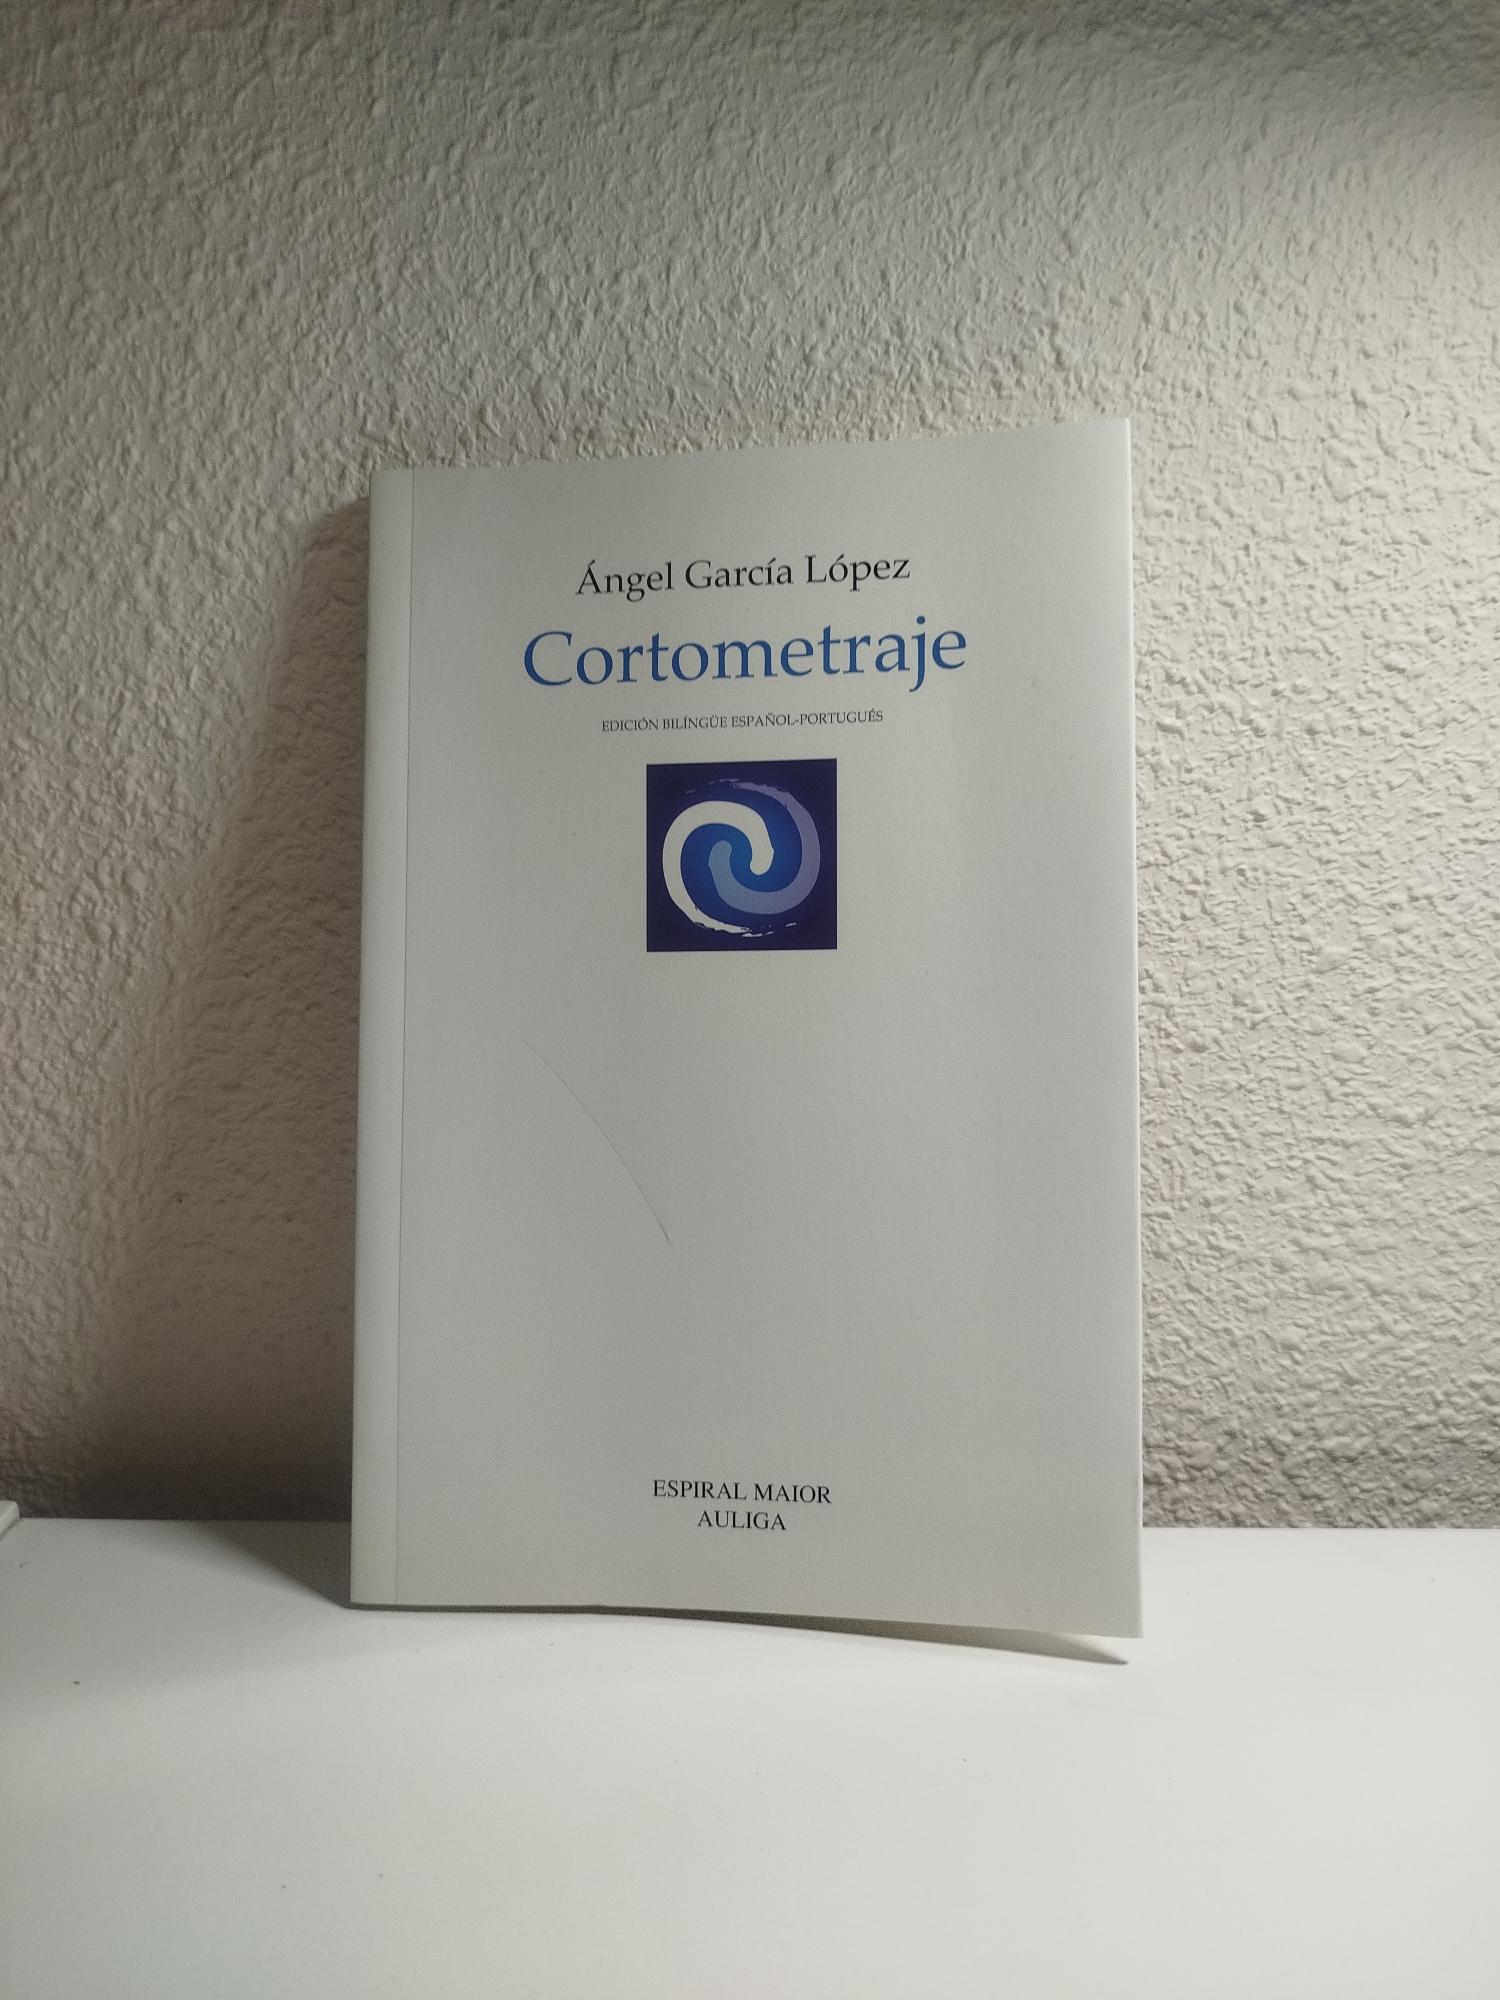 Ángel García López
Cortometraje
EDICIÓN BILÍNGÜE ESPAÑOL-PORTUGUÉS
ESPIRAL MAIOR
AULIGA